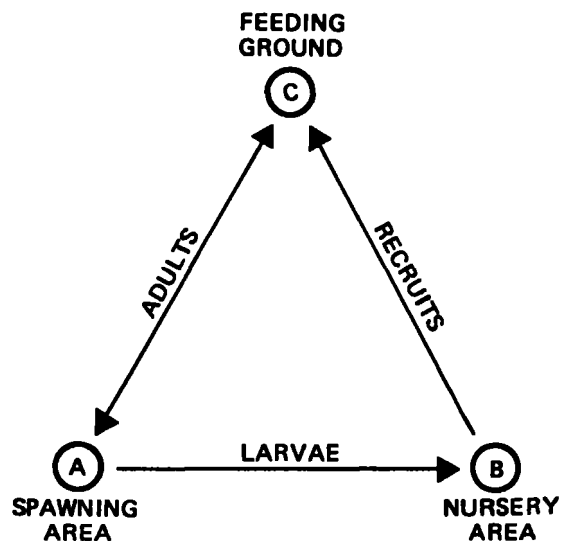 FEEDING
GROUND
C
ADULTS
RECRUITS
A
LARVAE
B
SPAWNING
AREA
NURSERY
AREA